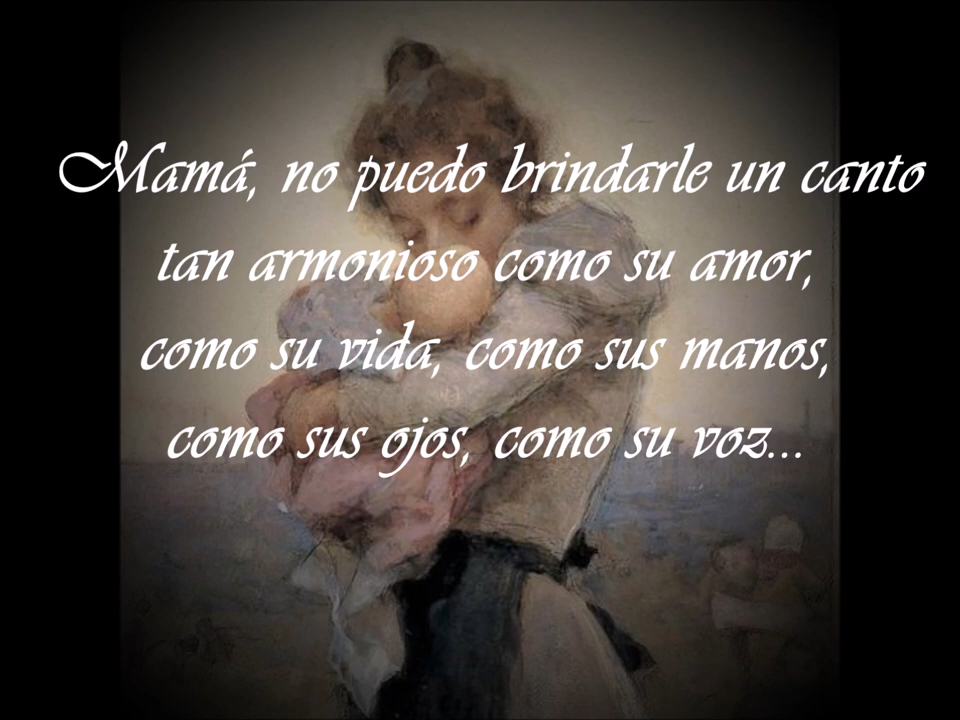 Mamá, no puedo brindarle un canto
tan armonioso como su amor,
como su vida, como sus manos,
como sus ojos, como su voz...